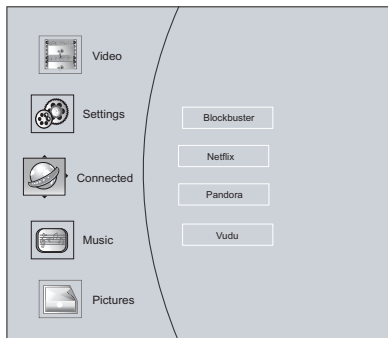 Video
Settings
Connected
Music
Pictures
Blockbuster
Netflix
Pandora
Vudu